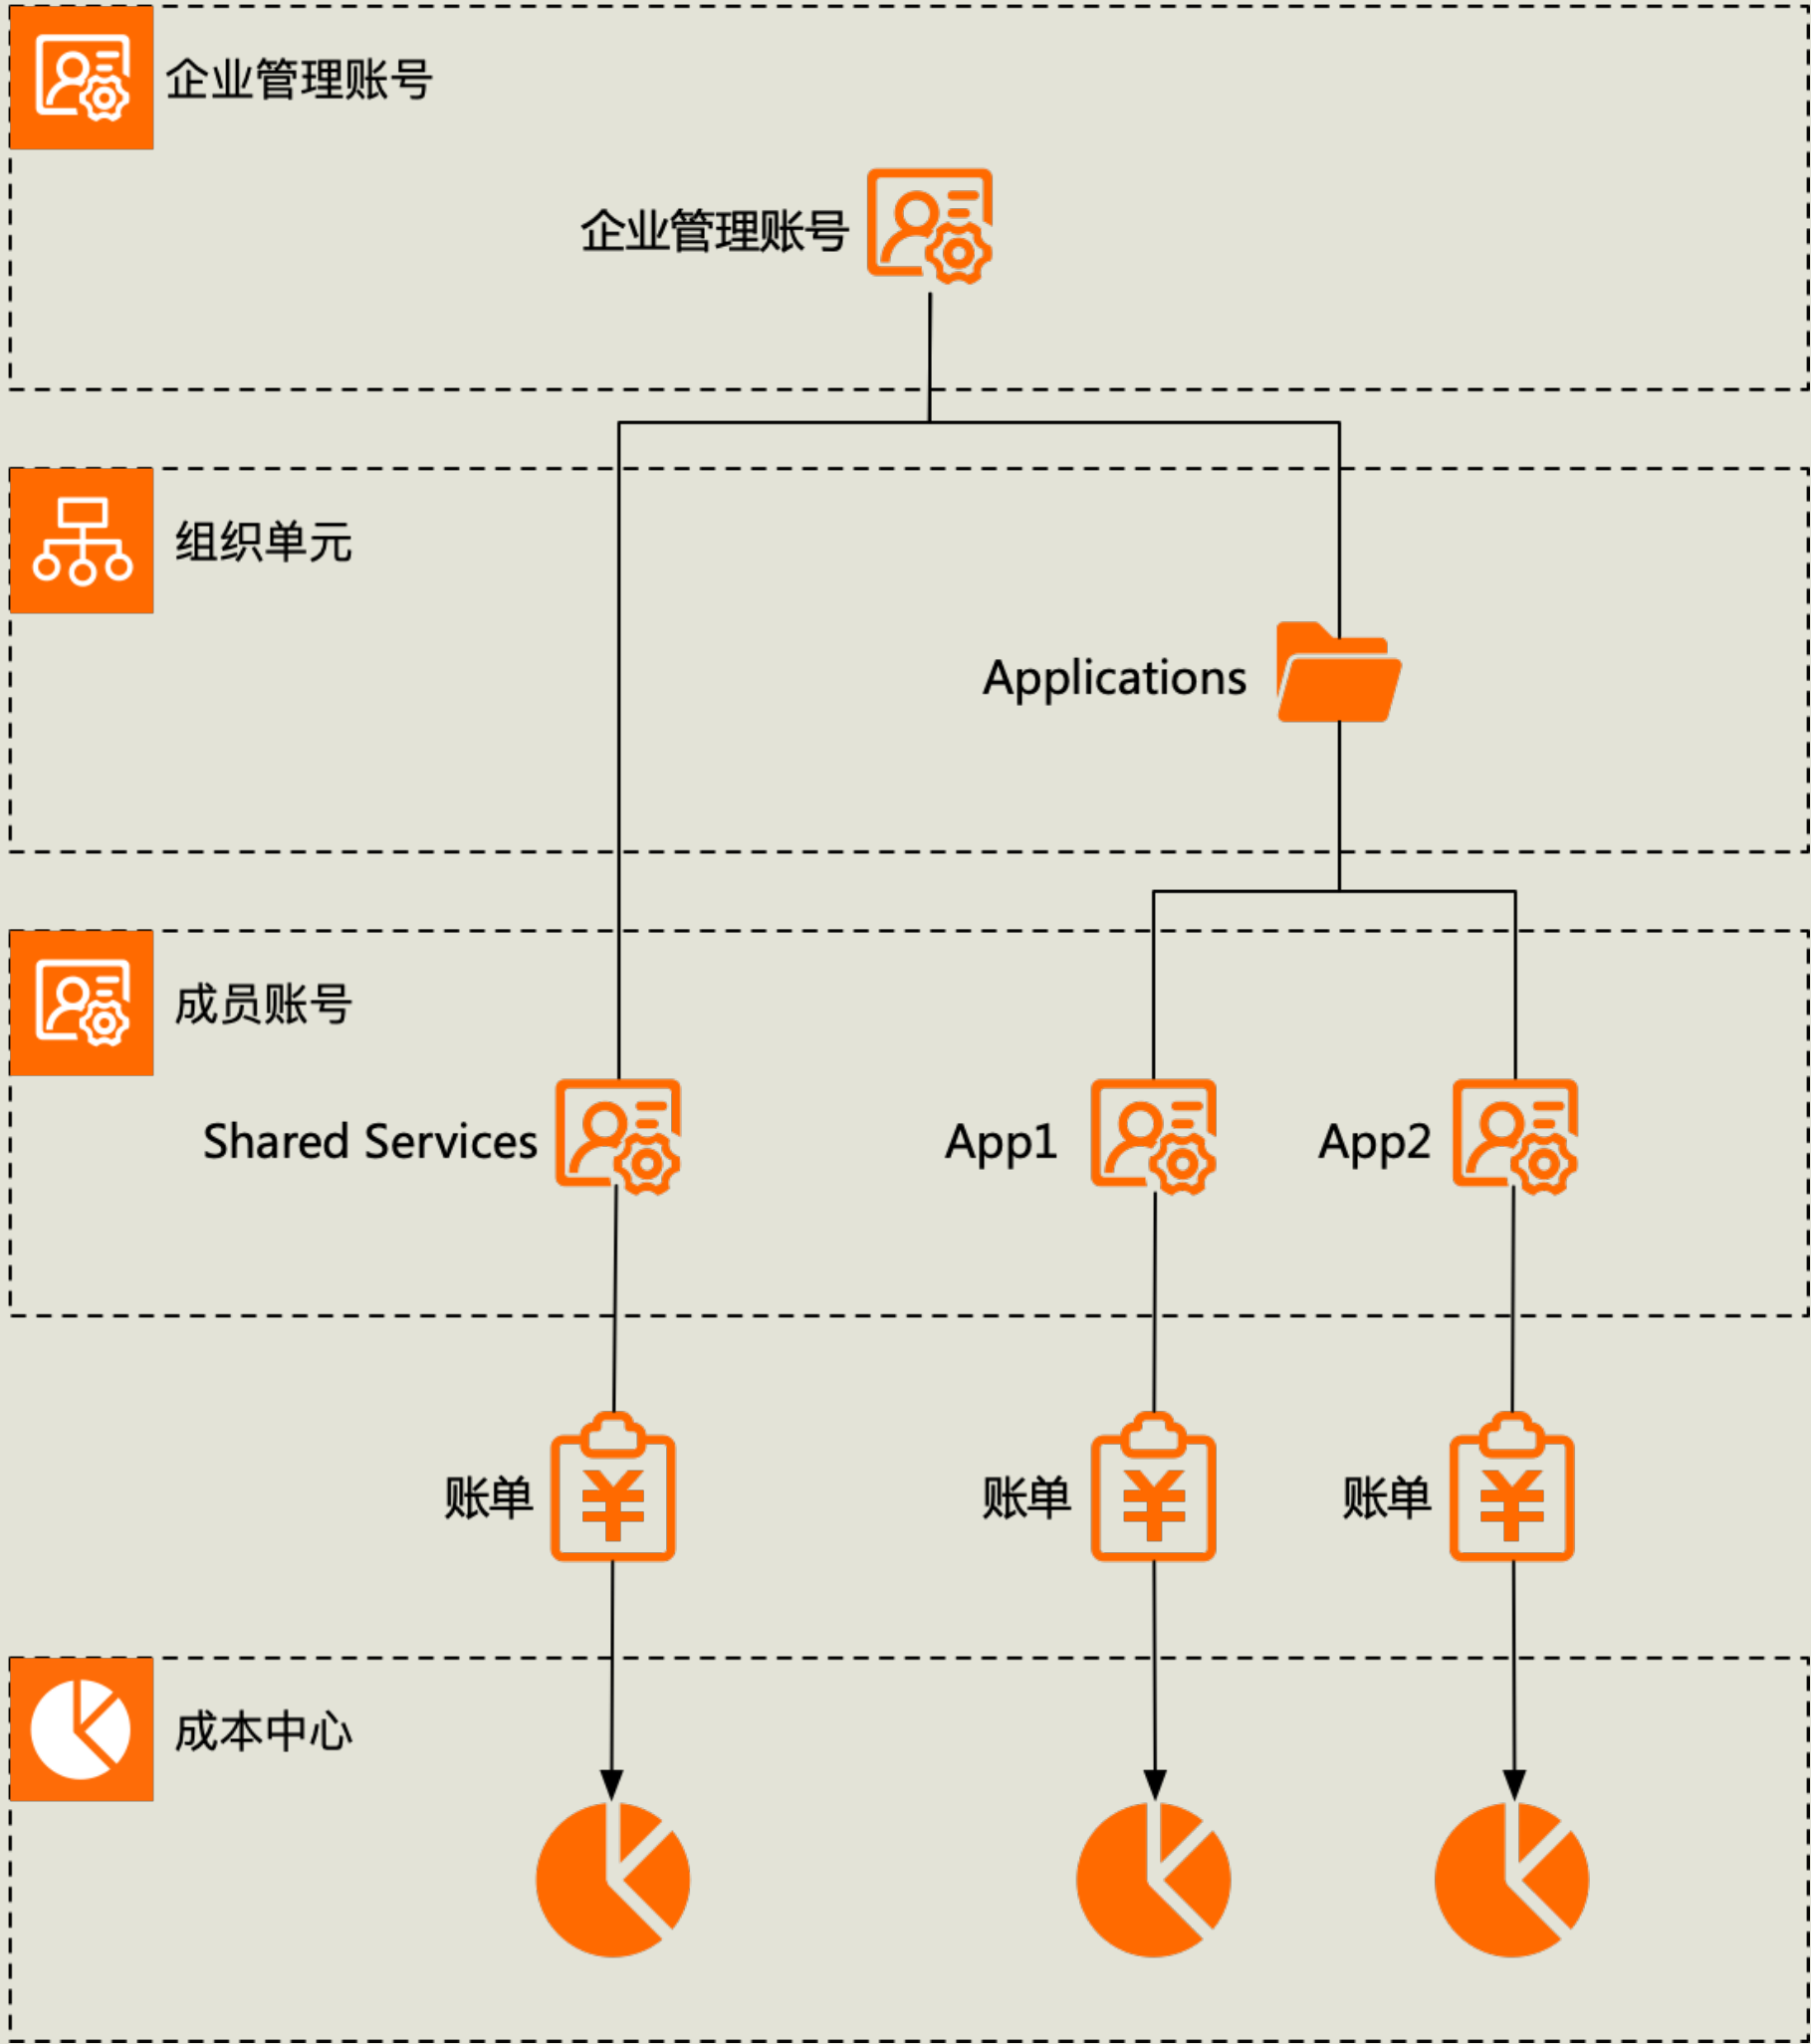 企业管理账号
企业管理账号
组织单元
Applications
成员账号
Shared Services
App1
App2
账单
账单
账单
成本中心